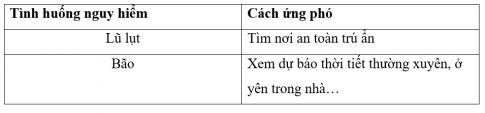 Tình huống nguy hiểm
Cách ứng phó
Lũ lụt
Tìm nơi an toàn trú ẩn
Bão
Xem dự báo thời tiết thường xuyên, ở
yên trong nhà…